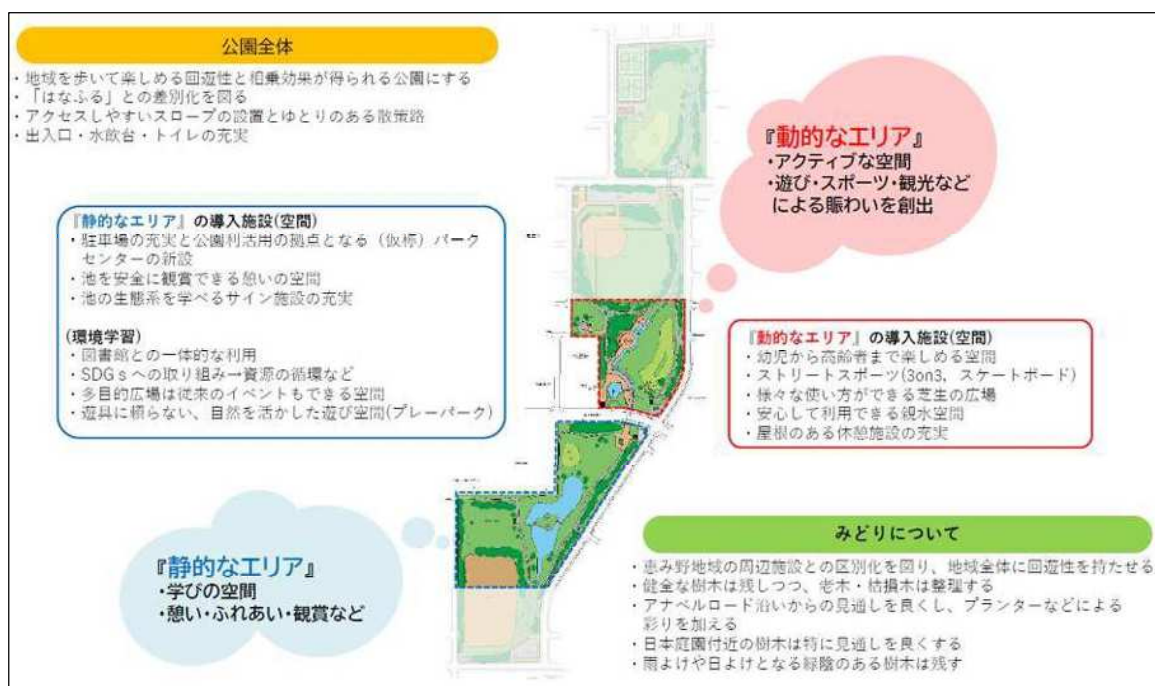 公園全体
・地域を歩いて楽しめる回遊性と相乗効果が得られる公園にする
・「はなふる」との差別化を図る
・アクセスしやすいスロープの設置とゆとりのある散策路
・出入口・水飲台・トイレの充実
『動的なエリア』
・アクティブな空間
・遊び・スポーツ・観光など
による賑わいを創出
『静的なエリア』の導入施設(空間)
・駐車場の充実と公園利活用の拠点となる（仮称）パーク
センターの新設
・池を安全に観賞できる憩いの空間
・池の生態系を学べるサイン施設の充実
(環境学習)
・図書館との一体的な利用
・SDGsへの取り組み→資源の循環など
・多目的広場は従来のイベントもできる空間
・遊具に頼らない、自然を活かした遊び空間(プレーパーク)
『動的なエリア』の導入施設(空間)
・幼児から高齢者まで楽しめる空間
・ストリートスポーツ(3on3、スケートボード)
・様々な使い方ができる芝生の広場
・安心して利用できる親水空間
・屋根のある休憩施設の充実
『静的なエリア』
・学びの空間
・憩い・ふれあい・観賞など
みどりについて
・恵み野地域の周辺施設との区別化を図り、地域全体に回遊性を持たせる
・健全な樹木は残しつつ、老木・枯損木は整理する
・アナベルロード沿いからの見通しを良くし、プランターなどによる
彩りを加える
・日本庭園付近の樹木は特に見通しを良くする
・雨よけや日よけとなる緑陰のある樹木は残す